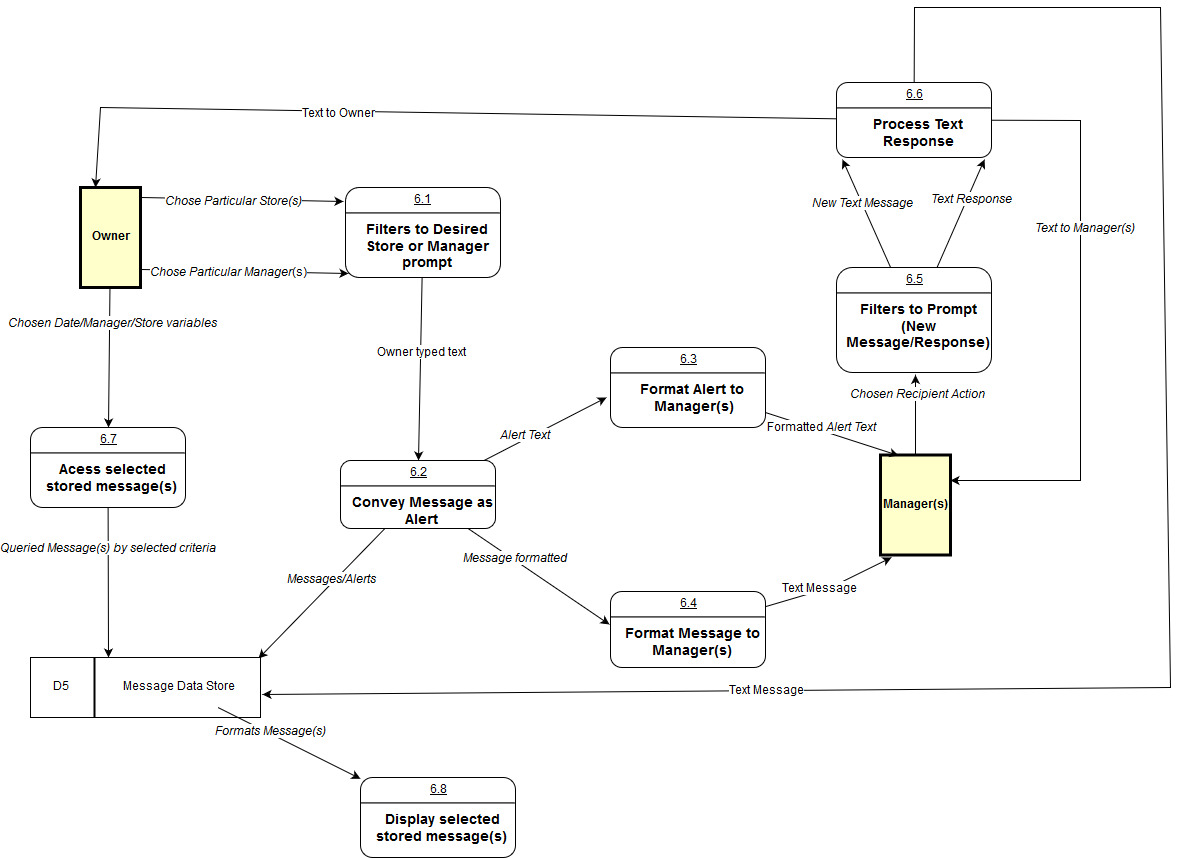 6.6
Process Text
Response
Text to Owner
Owner
Chose Particular Store(s)
Chose Particular Manager(s)
6.1
Filters to Desired
Store or Manager
prompt
New Text Message
Text Response
Text to Manager(s)
6.5
Filters to Prompt
(New
Message/Response)
Chosen Date/Manager/Store variables
Owner typed text
6.3
Format Alert to
Manager(s)
Chosen Recipient Action
Alert Text
Formatted Alert Text
6.7
Acess selected
stored message(s)
6.2
Convey Message as
Alert
Manager(s)
Queried Message(s) by selected criteria
Messages/Alerts
Message formatted
Text Message
6.4
Format Message to
Manager(s)
D5
Message Data Store
Text Message
Formats Message(s)
6.8
Display selected
stored message(s)